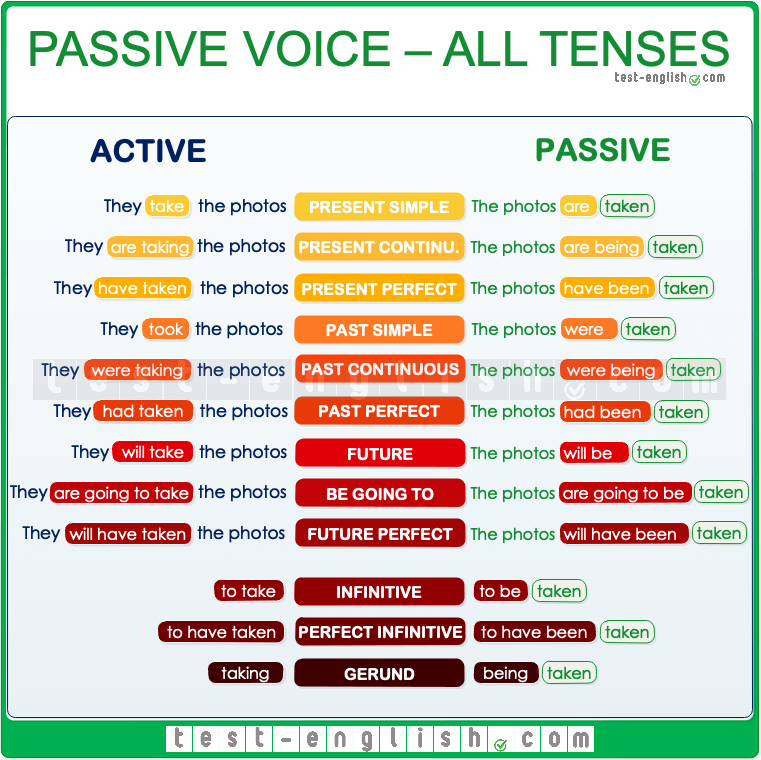 PASSIVE VOICE – ALL TENSES
test-english.com
ACTIVE PASSIVE
They take the photos PRESENT SIMPLE The photos are taken
They are taking the photos PRESENT CONTINU. The photos are being taken
They have taken the photos PRESENT PERFECT The photos have been taken
They took the photos PAST SIMPLE The photos were taken
They were taking the photos PAST CONTINUOUS The photos were being taken
test-english.com
They had taken the photos PAST PERFECT The photos had been taken
They will take the photos FUTURE The photos will be taken
They are going to take the photos BE GOING TO The photos are going to be taken
They will have taken the photos FUTURE PERFECT The photos will have been taken
to take INFINITIVE to be taken
to have taken PERFECT INFINITIVE to have been taken
taking GERUND being taken
test-english.com